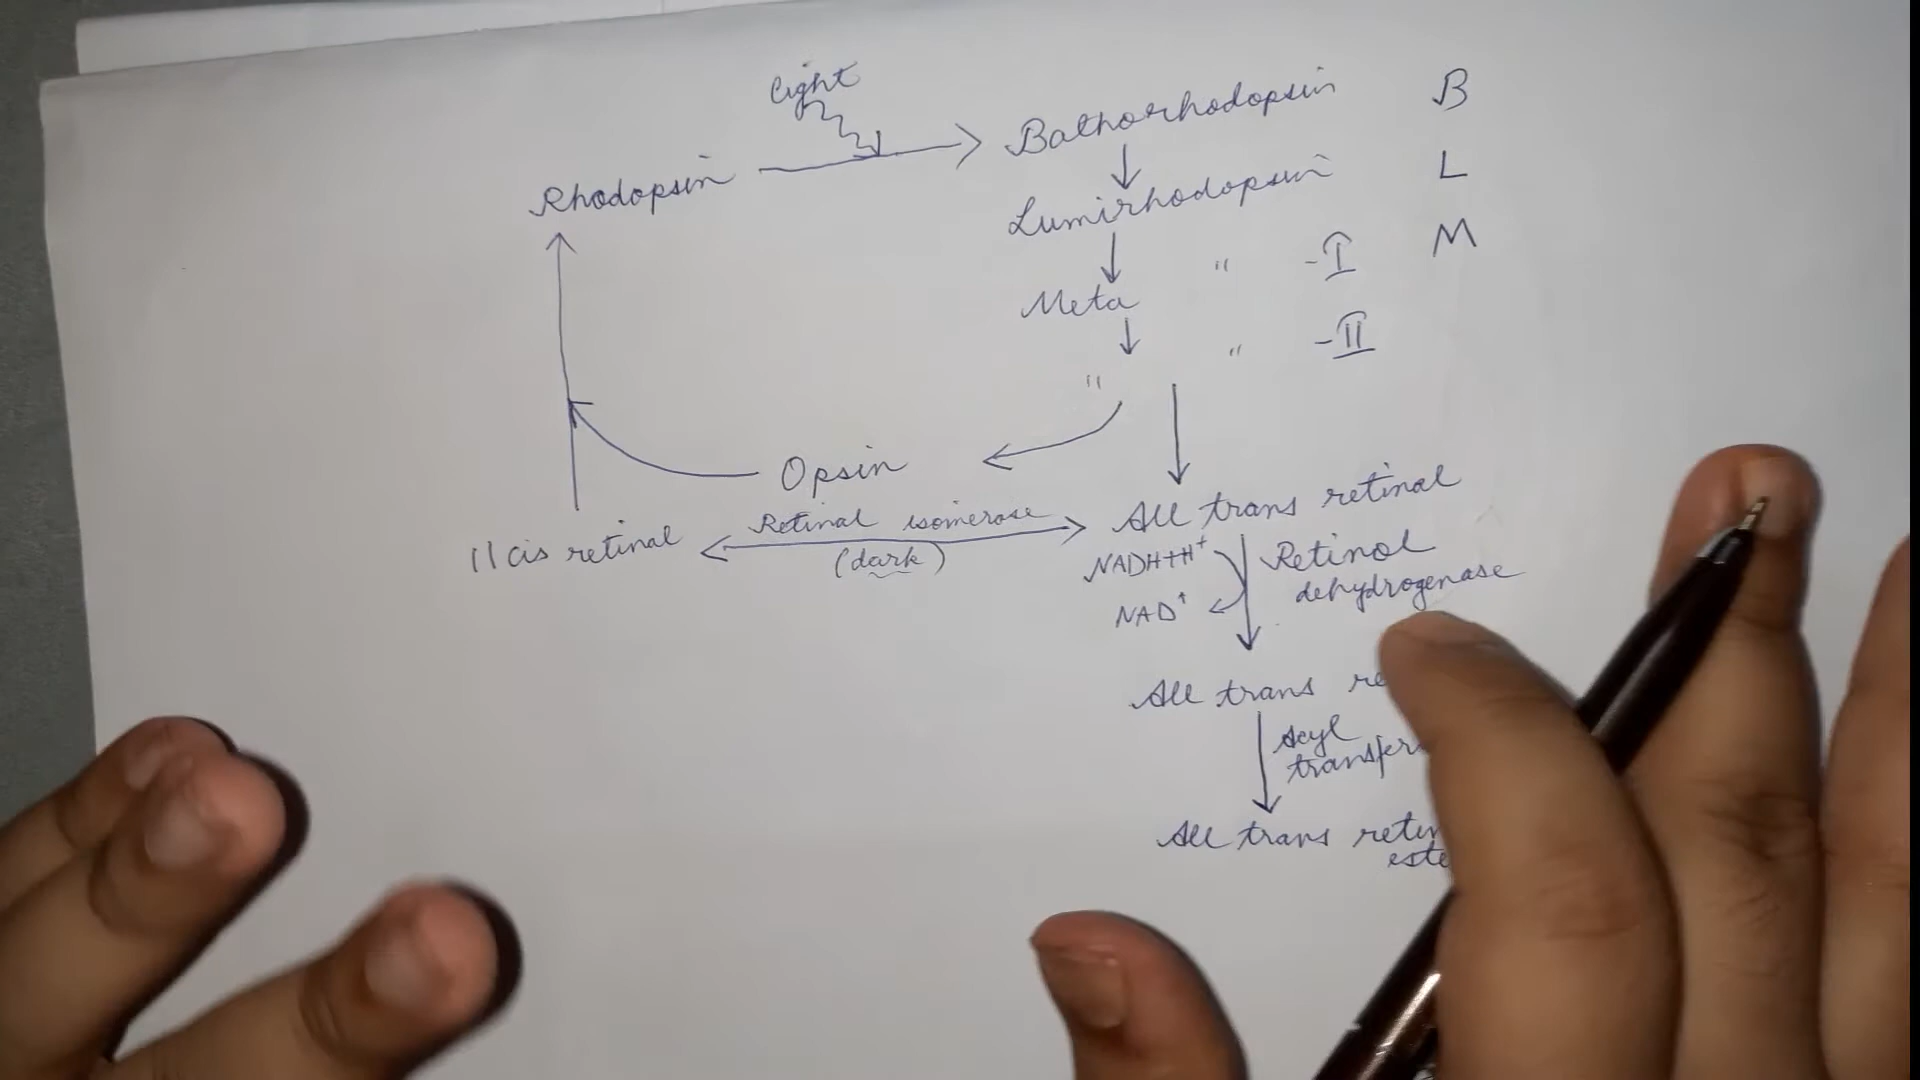 light
Bathorhodopsin B
Rhodopsin
Lumirhodopsin L
Meta " - I M
" " - II
Opsin
All trans retinal
Retinal isomerase
11 cis retinal
(dark)
NADH+H+ Retinol
NAD+ dehydrogenase
All trans
Acyl
All trans